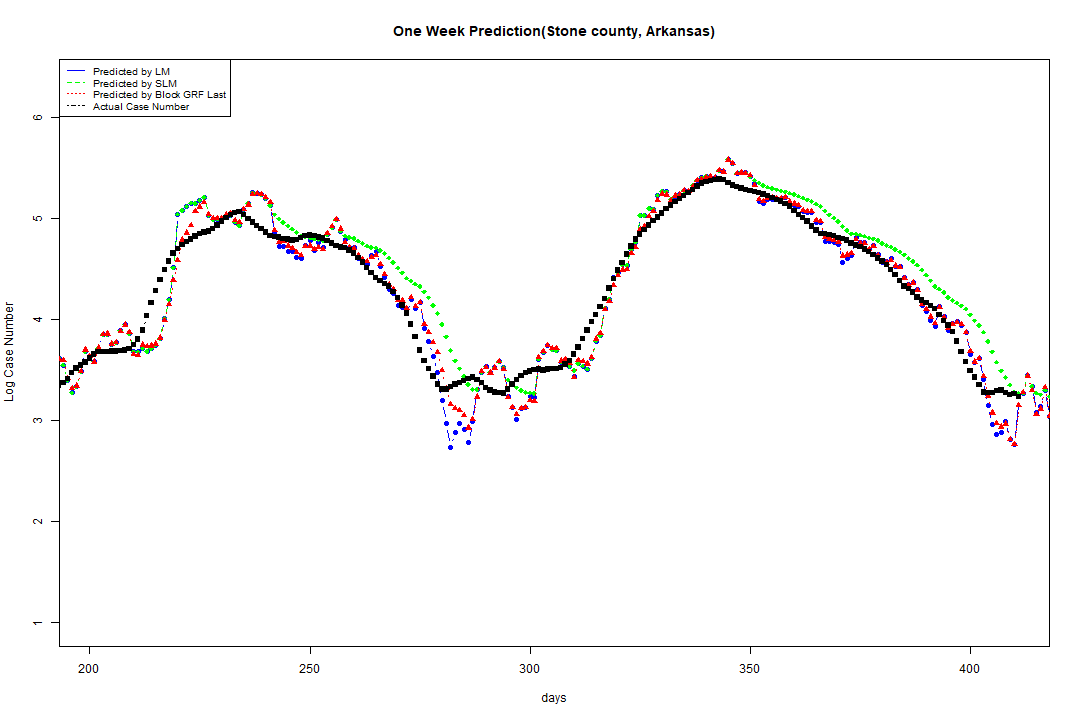 One Week Prediction(Stone county, Arkansas)
Predicted by LM
Predicted by SLM
Predicted by Block GRF Last
Actual Case Number
6
5
4
3
2
1
Log Case Number
200 250 300 350 400
days